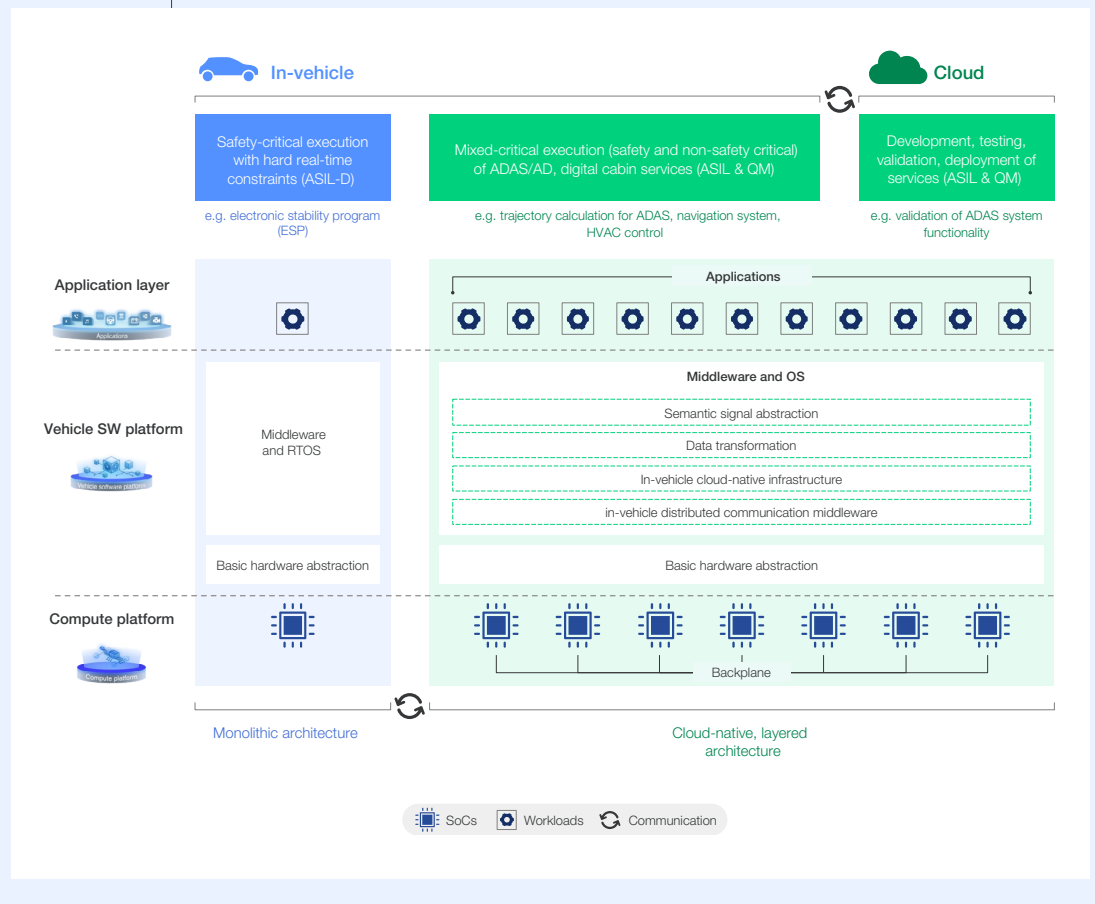 In-vehicle
Cloud
Safety-critical execution
with hard real-time
constraints (ASIL-D)
Mixed-critical execution (safety and non-safety critical)
of ADAS/AD, digital cabin services (ASIL & QM)
Development, testing,
validation, deployment of
services (ASIL & QM)
e.g. electronic stability program
(ESP)
e.g. trajectory calculation for ADAS, navigation system,
HVAC control
e.g. validation of ADAS system
functionality
Application layer
Applications
Applications
Vehicle SW platform
Vehicle software platform
Middleware
and RTOS
Middleware and OS
Semantic signal abstraction
Data transformation
In-vehicle cloud-native infrastructure
in-vehicle distributed communication middleware
Basic hardware abstraction
Basic hardware abstraction
Compute platform
Compute platform
Backplane
Monolithic architecture
Cloud-native, layered
architecture
SoCs
Workloads
Communication